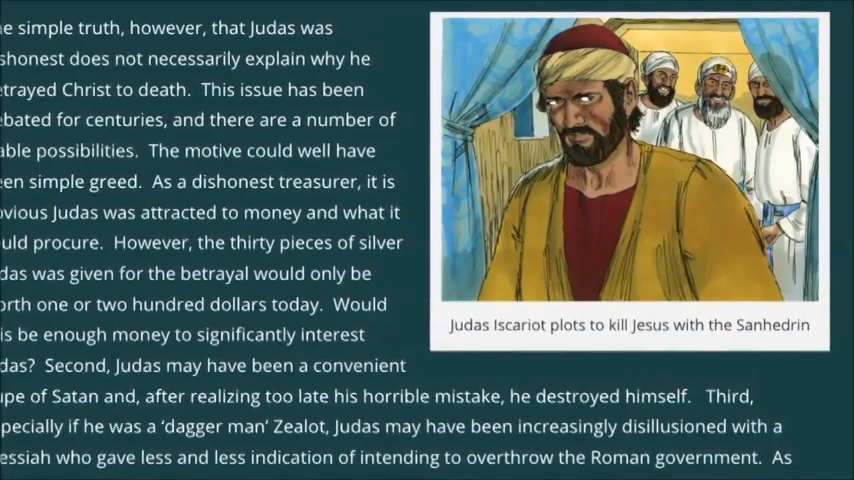 e simple truth, however, that Judas was
shonest does not necessarily explain why he
etrayed Christ to death. This issue has been
ebated for centuries, and there are a number of
able possibilities. The motive could well have
en simple greed. As a dishonest treasurer, it is
vious Judas was attracted to money and what it
uld procure. However, the thirty pieces of silver
das was given for the betrayal would only be
orth one or two hundred dollars today. Would
is be enough money to significantly interest
das? Second, Judas may have been a convenient
upe of Satan and, after realizing too late his horrible mistake, he destroyed himself. Third,
pecially if he was a ‘dagger man’ Zealot, Judas may have been increasingly disillusioned with a
essiah who gave less and less indication of intending to overthrow the Roman government. As
Judas Iscariot plots to kill Jesus with the Sanhedrin